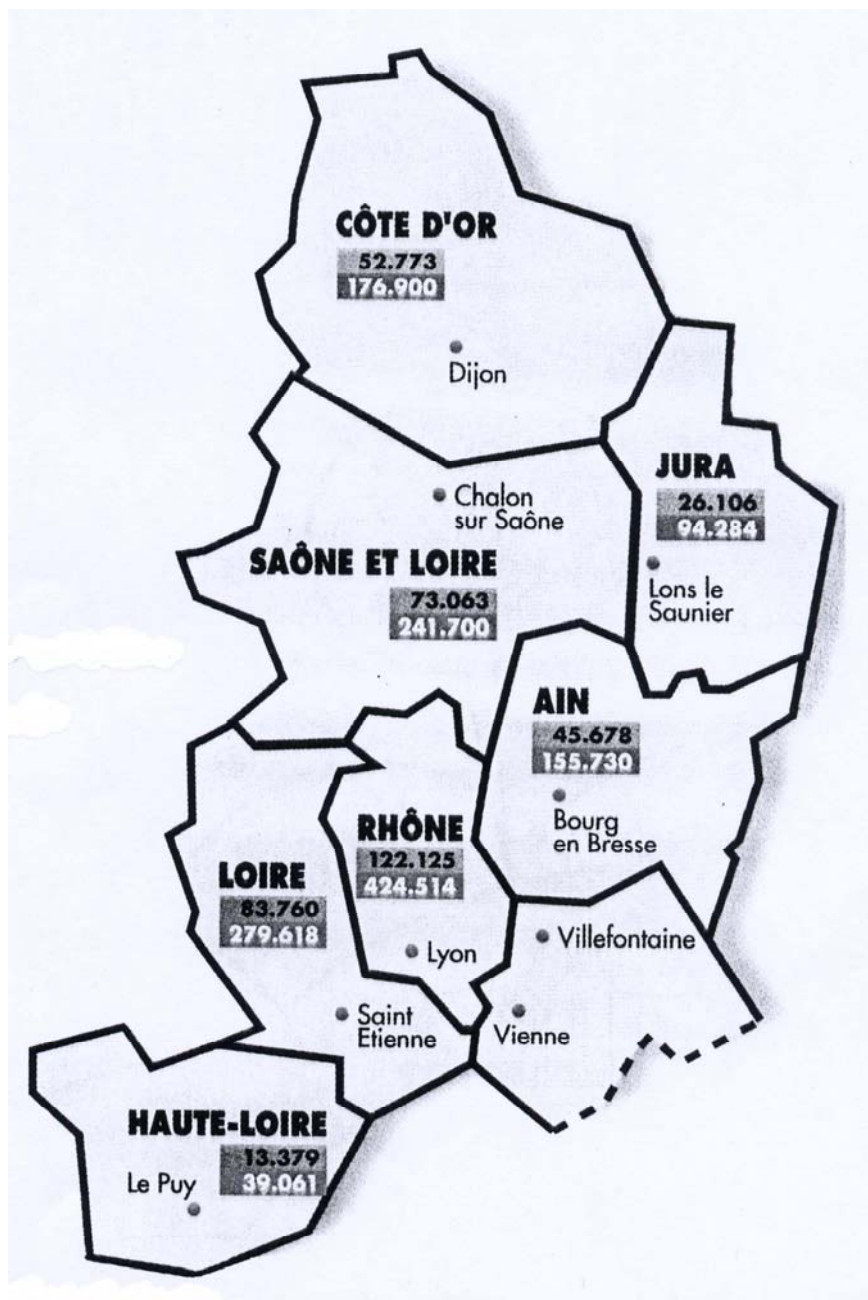 CÔTE D'OR
52.773
176.900
Dijon
JURA
26.106
94.284
Lons le
Saunier
Chalon
sur Saône
SAÔNE ET LOIRE
73.063
241.700
AIN
45.678
155.730
Bourg
en Bresse
RHÔNE
122.125
424.514
Lyon
LOIRE
83.760
279.618
Saint
Etienne
Villefontaine
Vienne
HAUTE-LOIRE
13.379
39.061
Le Puy